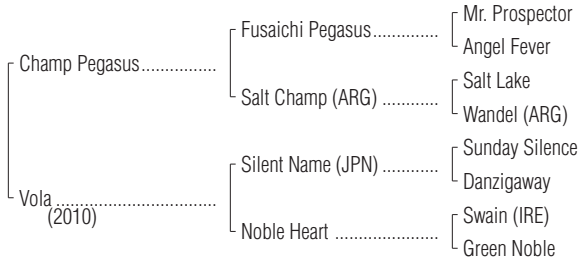 Mr. Prospector
Fusaichi Pegasus...............
Angel Fever
Champ Pegasus................
Salt Lake
Salt Champ (ARG) ............
Wandel (ARG)
Sunday Silence
Silent Name (JPN) ............
Danzigaway
Vola ..................................
(2010)
Swain (IRE)
Noble Heart ......................
Green Noble